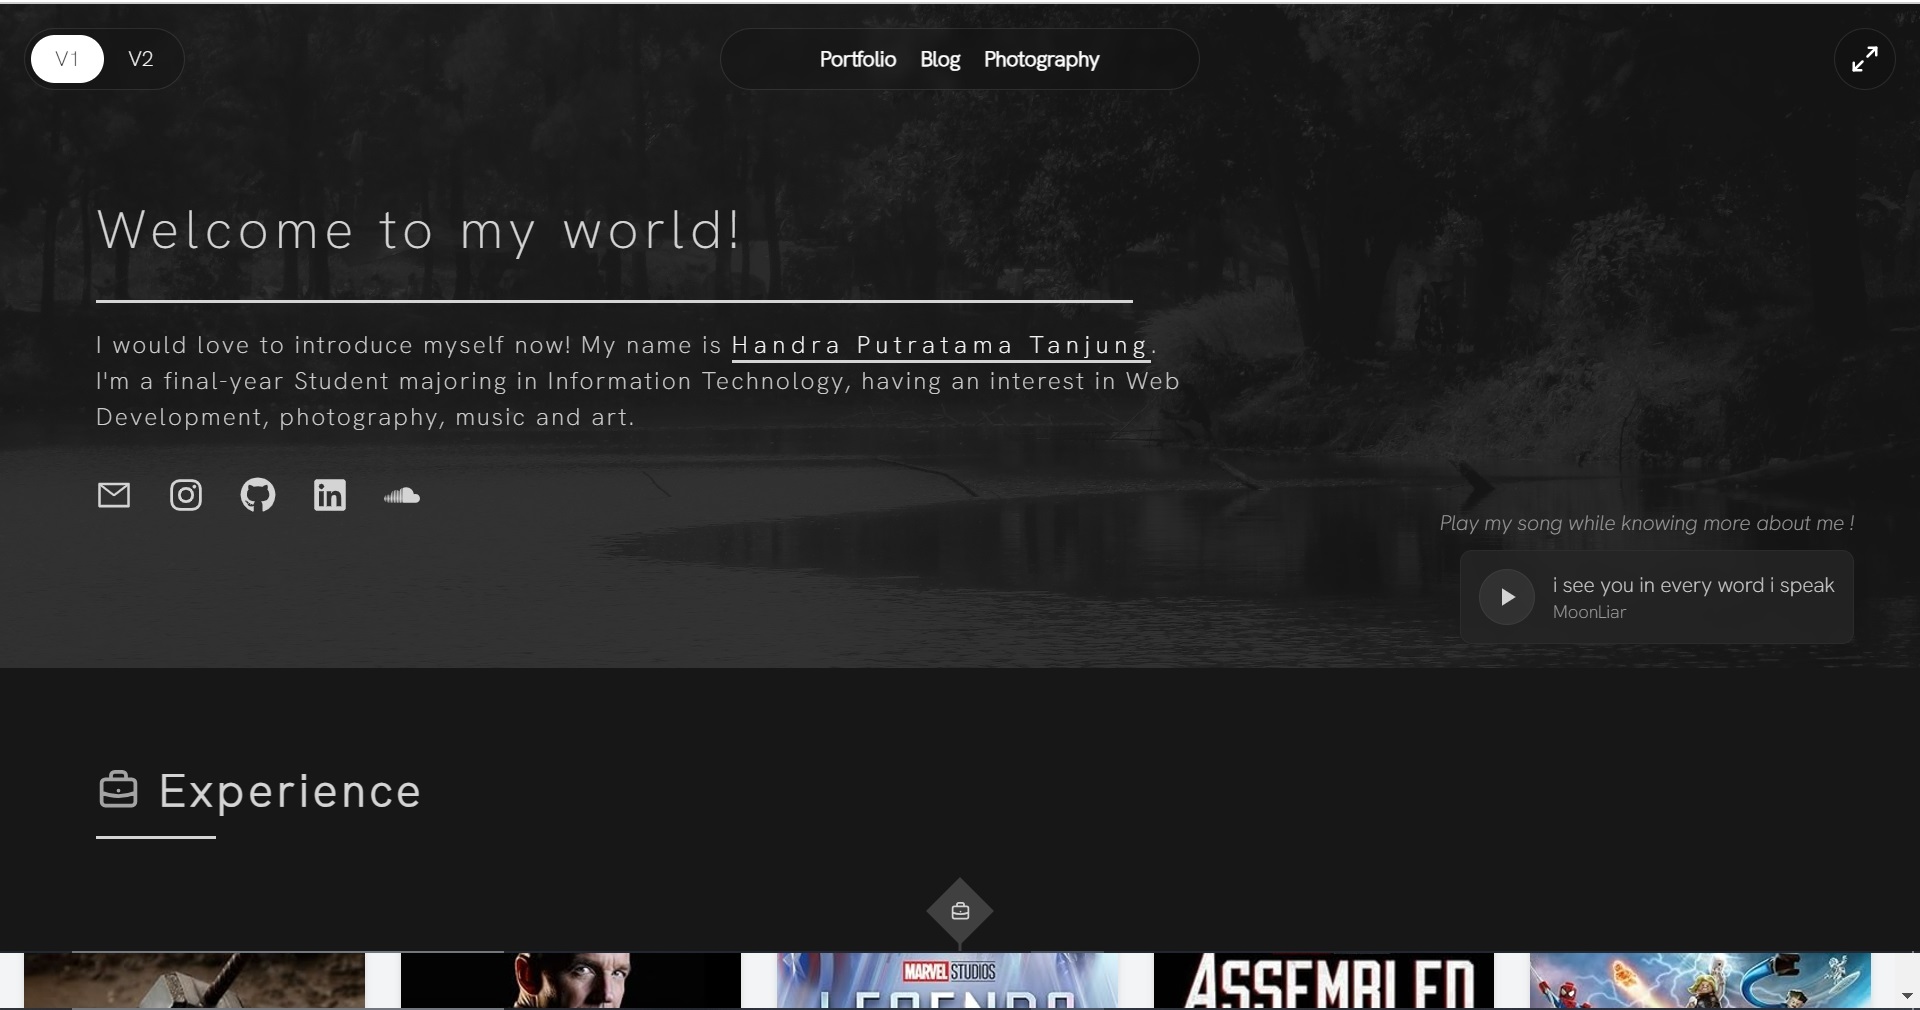 V1 V2 Portfolio Blog Photography
Welcome to my world!
I would love to introduce myself now! My name is Handra Putratama Tanjung.
I'm a final-year Student majoring in Information Technology, having an interest in Web
Development, photography, music and art.
in
Play my song while knowing more about me !
i see you in every word i speak
MoonLiar
Experience
MARVEL STUDIOS
LEGENDS
ASSEMBLED